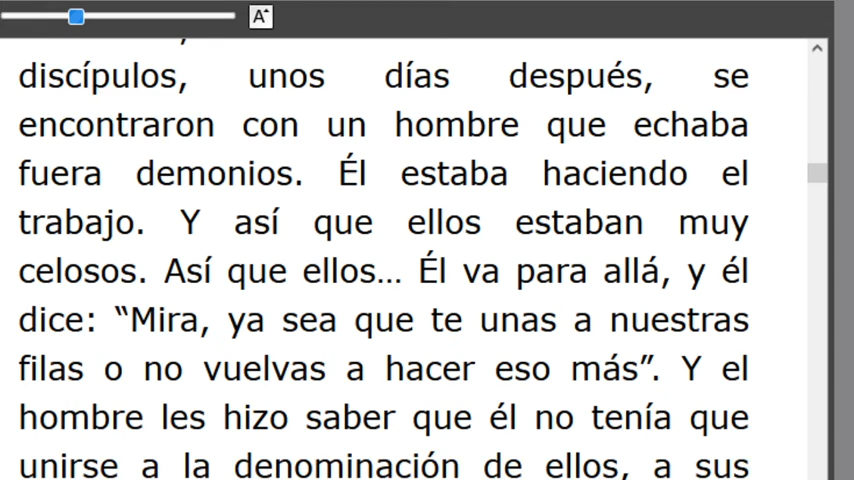 A
discípulos, unos días después, se
encontraron con un hombre que echaba
fuera demonios. Él estaba haciendo el
trabajo. Y así que ellos estaban muy
celosos. Así que ellos... Él va para allá, y él
dice: “Mira, ya sea que te unas a nuestras
filas o no vuelvas a hacer eso más”. Y el
hombre les hizo saber que él no tenía que
unirse a la denominación de ellos, a sus